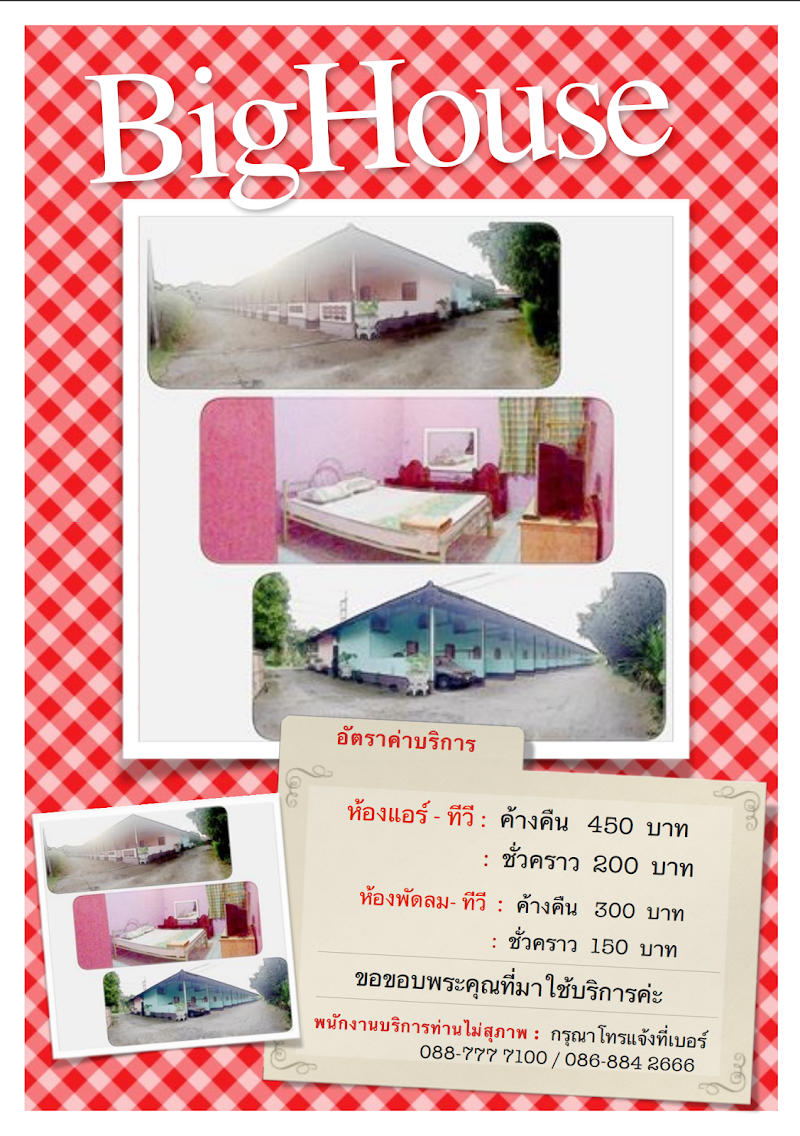 BigHouse
อัตราค่าบริการ
ห้องแอร์ - ทีวี : ค้างคืน 450 บาท
: ชั่วคราว 200 บาท
ห้องพัดลม- ทีวี : ค้างคืน 300 บาท
: ชั่วคราว 150 บาท
ขอขอบพระคุณที่มาใช้บริการค่ะ
พนักงานบริการท่านไม่สุภาพ : กรุณาโทรแจ้งที่เบอร์
088-777 7100 / 086-884 2666